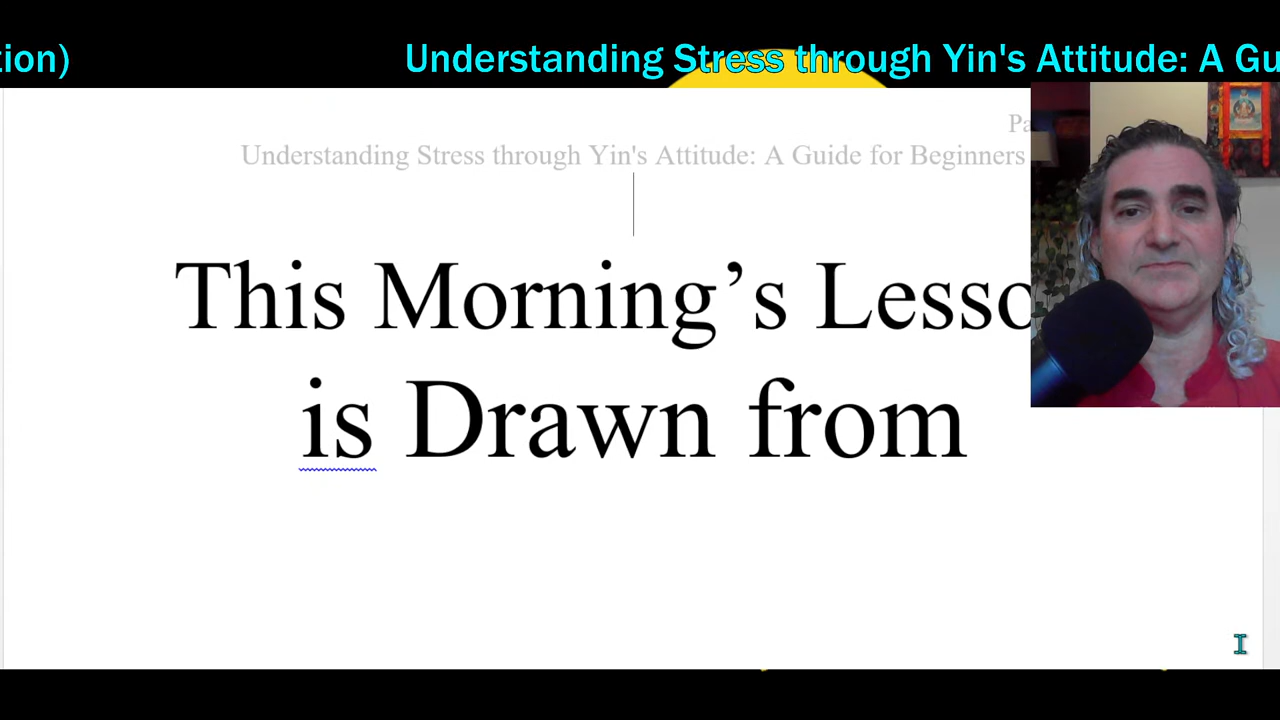 tion) Understanding Stress through Yin's Attitude: A Gu
Pa
Understanding Stress through Yin's Attitude: A Guide for Beginners
This Morning’s Lesso
is Drawn from